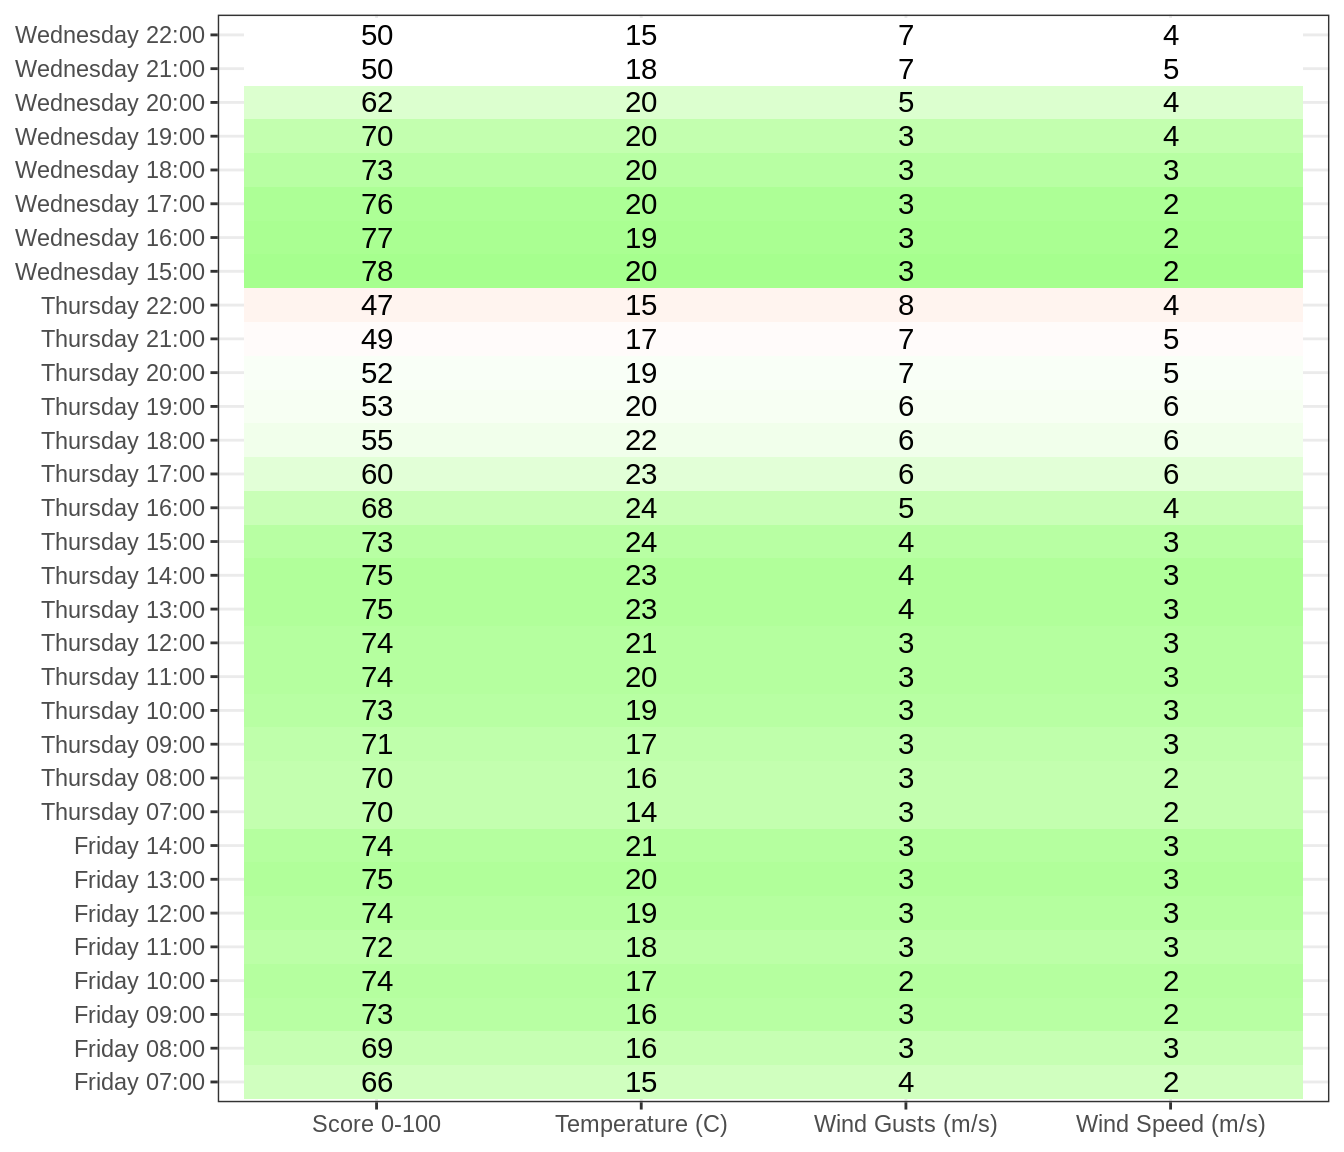 Wednesday 22:00 50 15 7 4
Wednesday 21:00 50 18 7 5
Wednesday 20:00 62 20 5 4
Wednesday 19:00 70 20 3 4
Wednesday 18:00 73 20 3 3
Wednesday 17:00 76 20 3 2
Wednesday 16:00 77 19 3 2
Wednesday 15:00 78 20 3 2
Thursday 22:00 47 15 8 4
Thursday 21:00 49 17 7 5
Thursday 20:00 52 19 7 5
Thursday 19:00 53 20 6 6
Thursday 18:00 55 22 6 6
Thursday 17:00 60 23 6 6
Thursday 16:00 68 24 5 4
Thursday 15:00 73 24 4 3
Thursday 14:00 75 23 4 3
Thursday 13:00 75 23 4 3
Thursday 12:00 74 21 3 3
Thursday 11:00 74 20 3 3
Thursday 10:00 73 19 3 3
Thursday 09:00 71 17 3 3
Thursday 08:00 70 16 3 2
Thursday 07:00 70 14 3 2
Friday 14:00 74 21 3 3
Friday 13:00 75 20 3 3
Friday 12:00 74 19 3 3
Friday 11:00 72 18 3 3
Friday 10:00 74 17 2 2
Friday 09:00 73 16 3 2
Friday 08:00 69 16 3 3
Friday 07:00 66 15 4 2
Score 0-100 Temperature (C) Wind Gusts (m/s) Wind Speed (m/s)